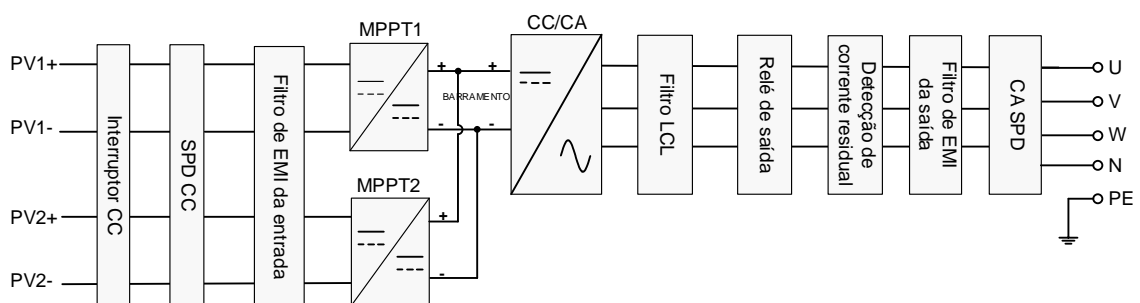 MPPT1
CC/CA
PV1+
PV1-
PV2+
PV2-
Interruptor CC
SPD CC
Filtro de EMI da entrada
+
+
BARRAMENTO
-
-
MPPT2
+
-
Filtro LCL
Relé de saída
Detecção de
corrente residual
Filtro de EMI
da saída
CA SPD
U
V
W
N
PE